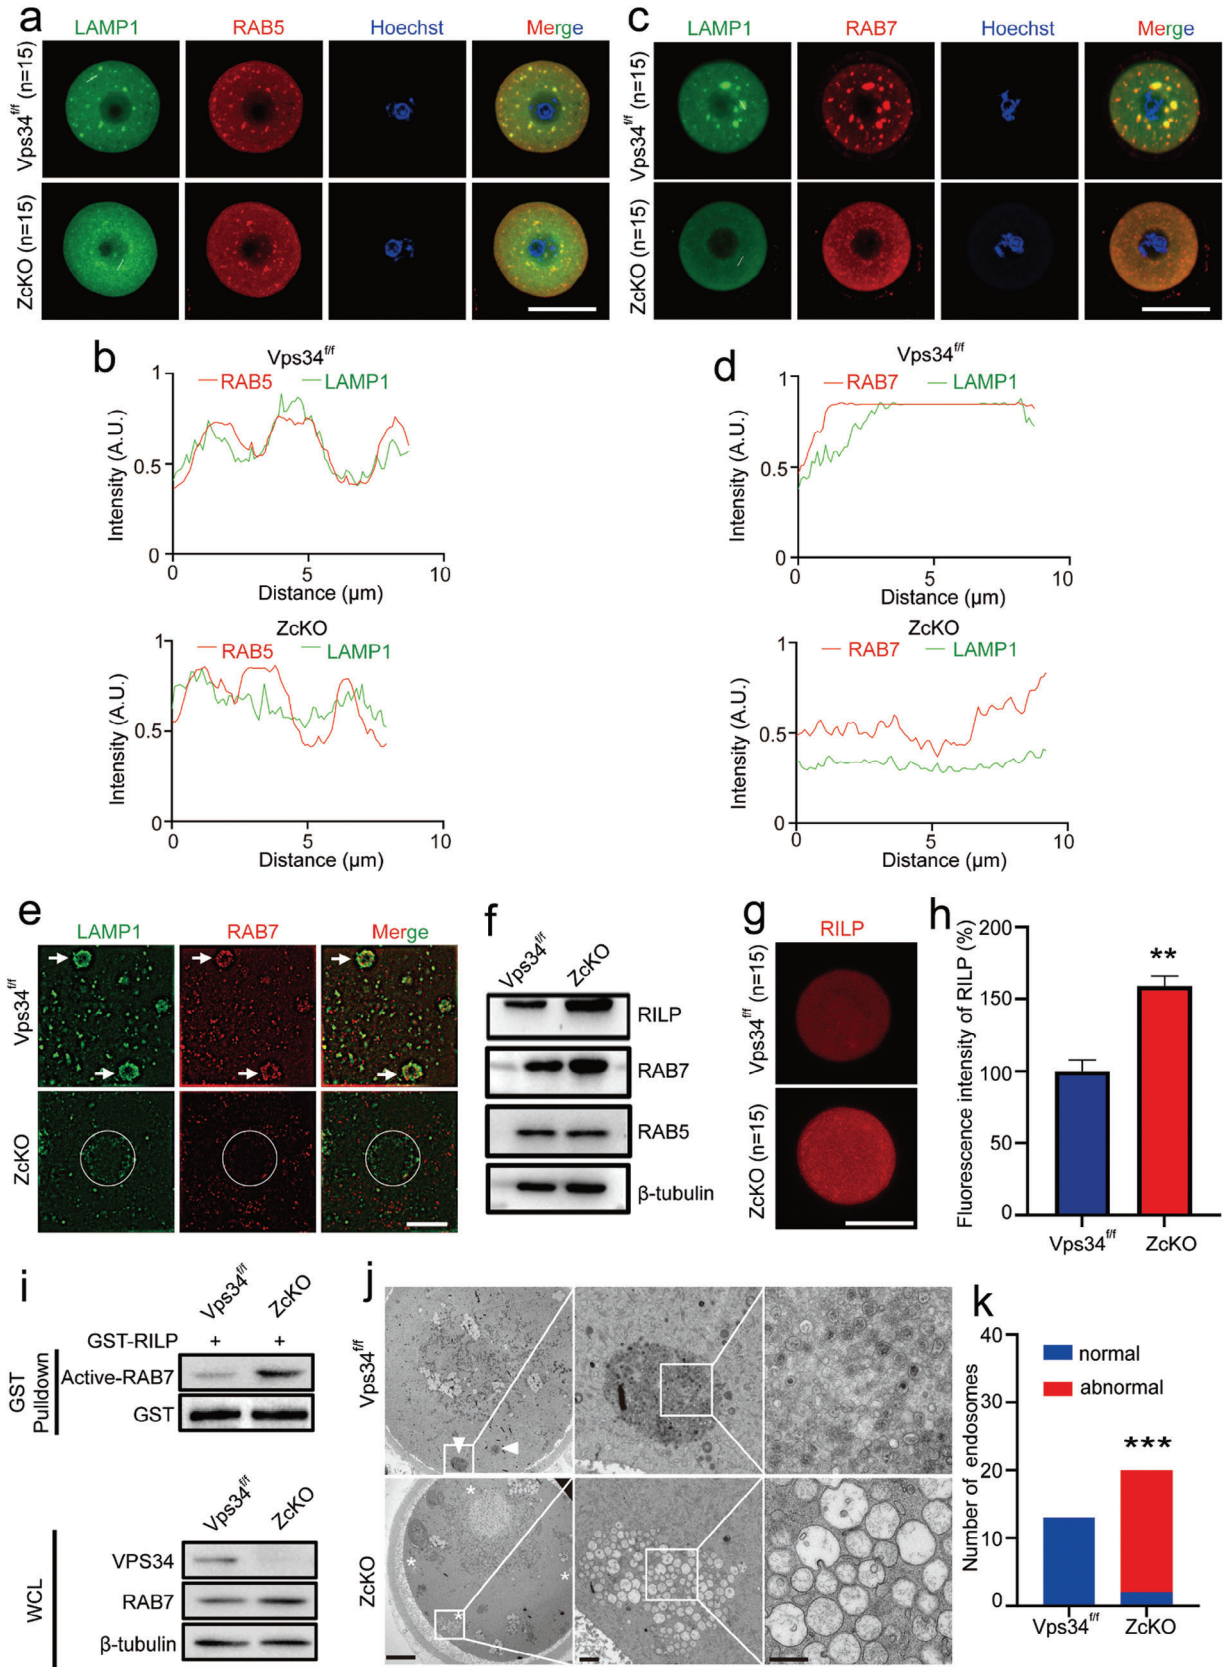 a
LAMP1 RAB5 Hoechst Merge
Vps34f/f (n=15)
ZcKO (n=15)
c
LAMP1 RAB7 Hoechst Merge
Vps34f/f (n=15)
ZcKO (n=15)
b
Vps34f/f
RAB5 LAMP1
Intensity (A.U.)
1
0.5
0
0 5 10
Distance (µm)
ZcKO
RAB5 LAMP1
Intensity (A.U.)
1
0.5
0
0 5 10
Distance (µm)
d
Vps34f/f
RAB7 LAMP1
Intensity (A.U.)
1
0.5
0
0 5 10
Distance (µm)
ZcKO
RAB7 LAMP1
Intensity (A.U.)
1
0.5
0
0 5 10
Distance (µm)
e
LAMP1 RAB7 Merge
Vps34f/f
ZcKO
f
Vps34f/f ZcKO
RILP
RAB7
RAB5
β-tubulin
g
RILP
Vps34f/f (n=15)
ZcKO (n=15)
h
Fluorescence intensity of RILP (%)
200
150
100
50
0
**
Vps34f/f ZcKO
i
Vps34f/f ZcKO
GST-RILP + +
GST Pulldown
Active-RAB7
GST
Vps34f/f ZcKO
WCL
VPS34
RAB7
β-tubulin
j
Vps34f/f
ZcKO
*
*
*
*
k
Number of endosomes
40
30
20
10
0
normal
abnormal
***
Vps34f/f ZcKO